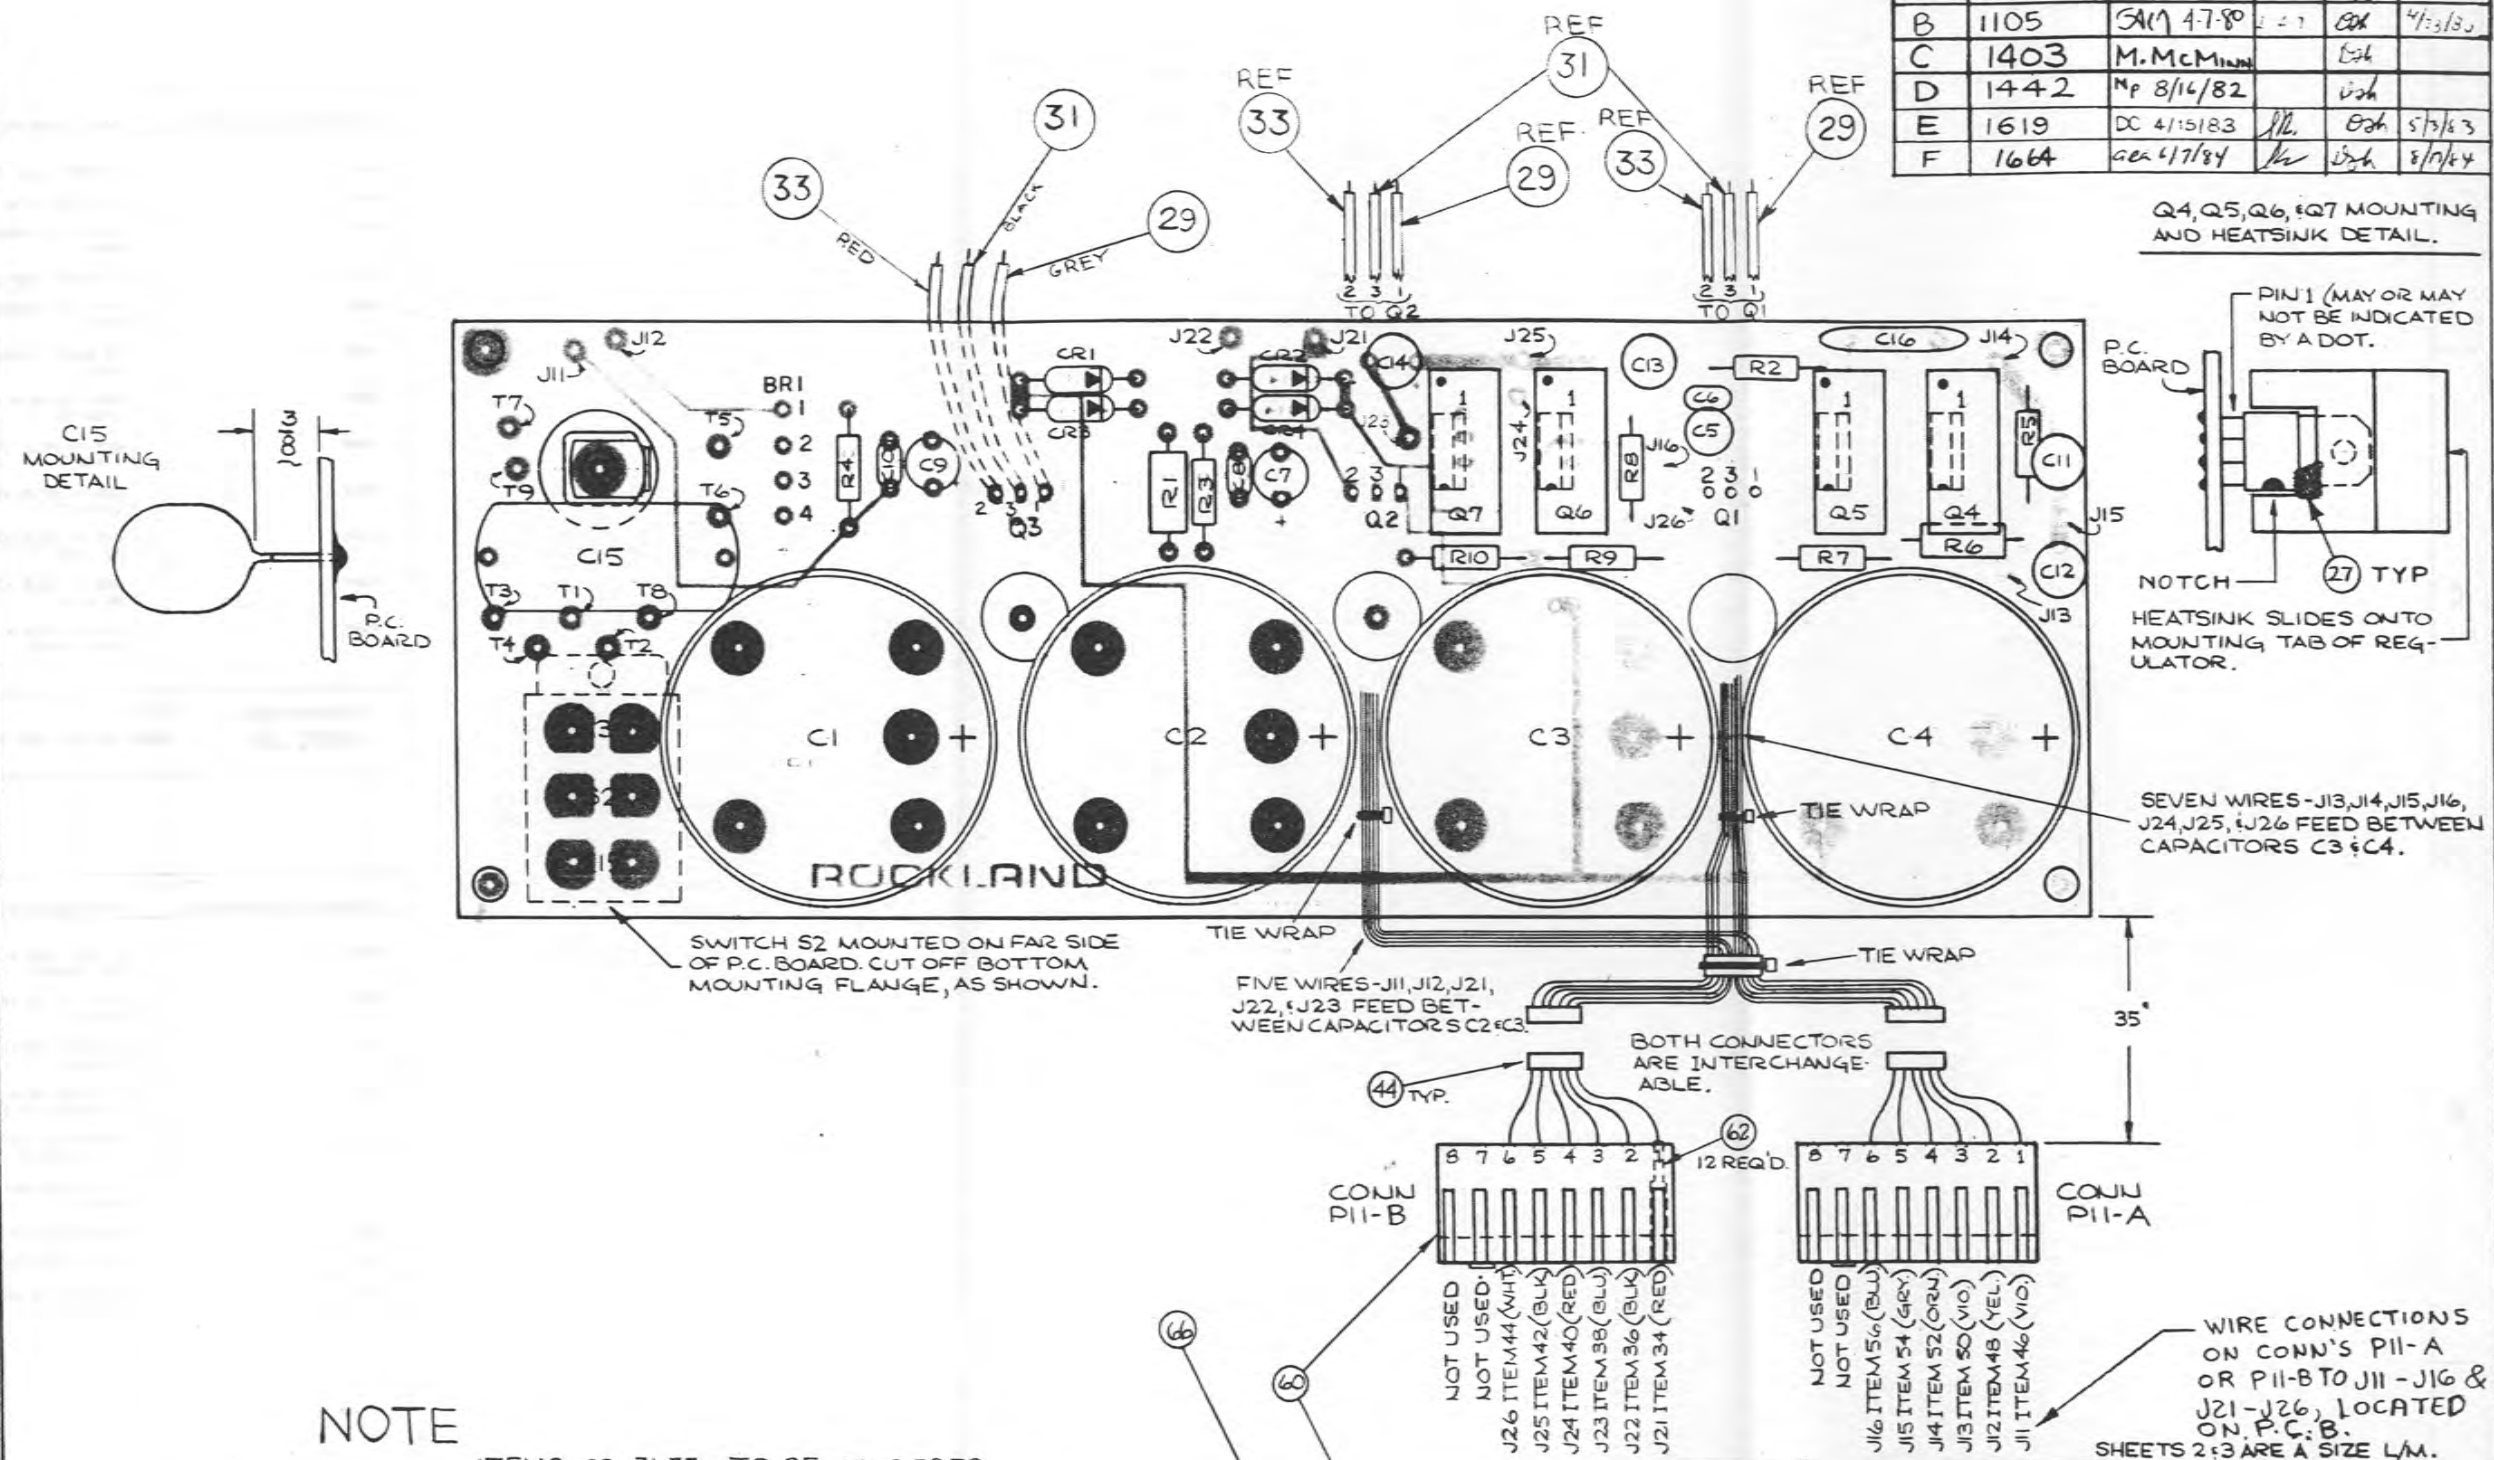 B 1105 4-7-80
C 1403 M. McMINN
D 1442 NP 8/16/82
E 1619 DC 4/15/83 5/3/83
F 1664 6/7/84
REF
31
REF
33
REF.
29
REF
33
REF
29
31
33
29
RED
BLACK
GREY
2 3 1
TO Q2
2 3 1
TO Q1
Q4, Q5, Q6, & Q7 MOUNTING
AND HEATSINK DETAIL.
PIN 1 (MAY OR MAY
NOT BE INDICATED
BY A DOT.
P.C.
BOARD
NOTCH
27 TYP
HEATSINK SLIDES ONTO
MOUNTING TAB OF REG-
ULATOR.
C15
MOUNTING
DETAIL
P.C.
BOARD
J12
J11
BR1
1
2
3
4
T7
T5
T9
T6
C15
T3
T1
T8
T4
T2
R4
C10
C9
CR1
CR3
2 3 1
Q3
J22
J21
CR2
CR4
R1
R3
C8
C7
+
C14
J23
2 3
Q2
J25
1
Q7
J24
1
Q6
C13
R2
C6
C5
R8
J16
2 3 1
J26
Q1
C16
J14
1
Q5
1
Q4
R5
C11
J15
R6
C12
J13
R10
R9
R7
C1 +
C2 +
C3 +
C4 +
ROCKLAND
TIE WRAP
SEVEN WIRES-J13,J14,J15,J16,
J24,J25, & J26 FEED BETWEEN
CAPACITORS C3 & C4.
SWITCH S2 MOUNTED ON FAR SIDE
OF P.C. BOARD. CUT OFF BOTTOM
MOUNTING FLANGE, AS SHOWN.
TIE WRAP
TIE WRAP
FIVE WIRES-J11,J12,J21,
J22, & J23 FEED BET-
WEEN CAPACITORS C2 & C3.
35"
BOTH CONNECTORS
ARE INTERCHANGE-
ABLE.
44 TYP.
62
12 REQ'D.
8 7 6 5 4 3 2 1
8 7 6 5 4 3 2 1
CONN
P11-B
CONN
P11-A
NOT USED
NOT USED.
J26 ITEM 44 (WHT.)
J25 ITEM 42 (BLK)
J24 ITEM 40 (RED)
J23 ITEM 38 (BLU.)
J22 ITEM 36 (BLK)
J21 ITEM 34 (RED)
NOT USED
NOT USED
J16 ITEM 56 (BLU.)
J15 ITEM 54 (GRY.)
J14 ITEM 52 (ORN.)
J13 ITEM 50 (VIO.)
J12 ITEM 48 (YEL.)
J11 ITEM 46 (VIO.)
66
60
WIRE CONNECTIONS
ON CONN'S P11-A
OR P11-B TO J11-J16 &
J21-J26, LOCATED
ON P.C.B.
SHEETS 2 & 3 ARE A SIZE L/M.
NOTE